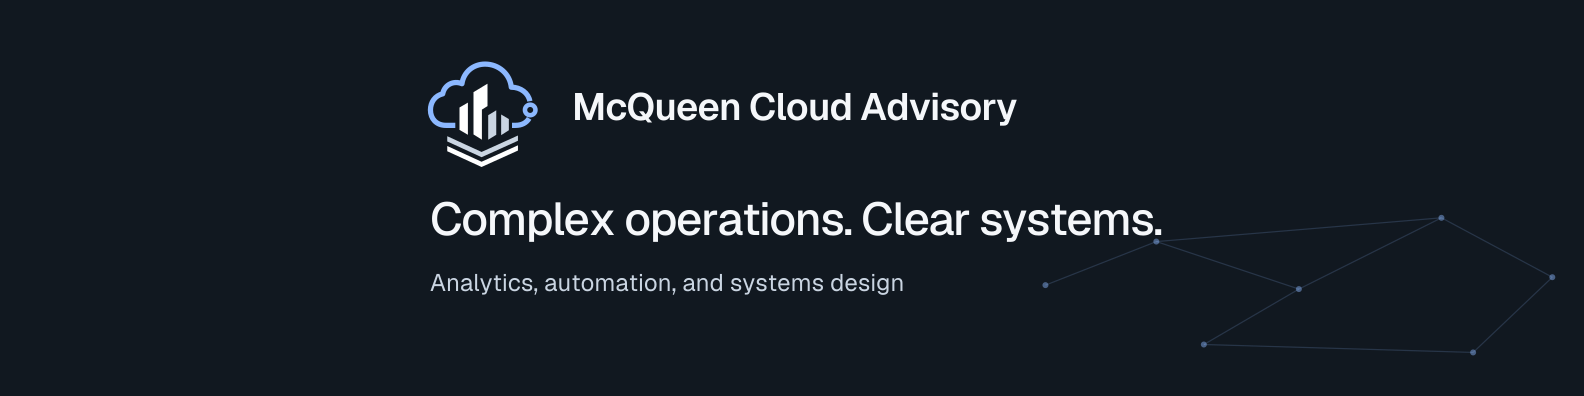 McQueen Cloud Advisory
Complex operations. Clear systems.
Analytics, automation, and systems design